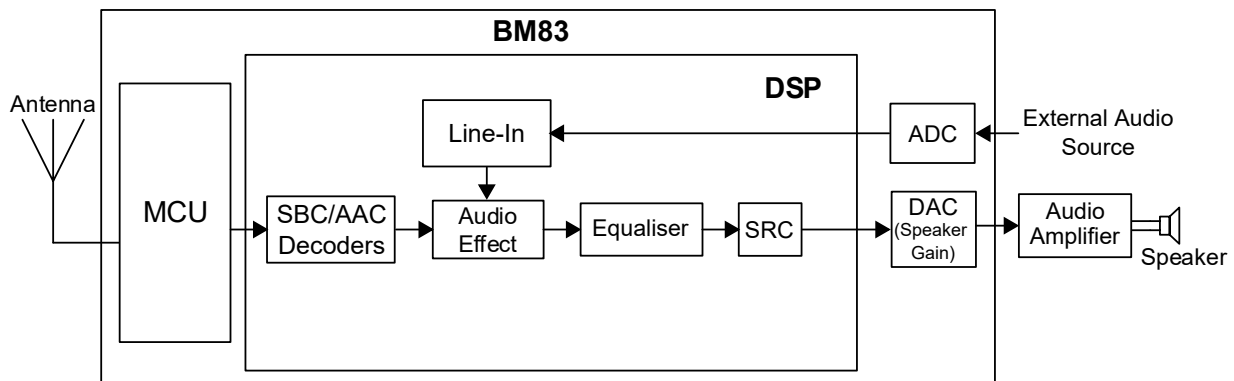 BM83
DSP
Antenna
MCU
Line-In
ADC
External Audio
Source
SBC/AAC
Decoders
Audio
Effect
Equaliser
SRC
DAC
(Speaker
Gain)
Audio
Amplifier
Speaker